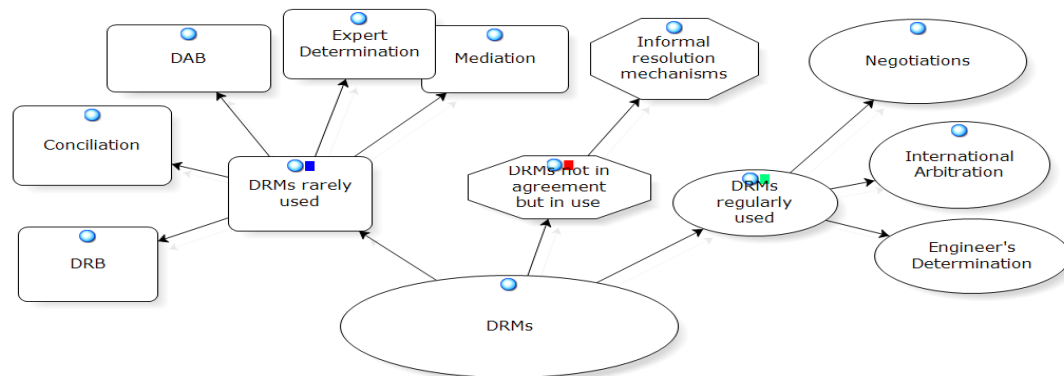 DAB
Expert
Determination
Mediation
Informal
resolution
mechanisms
Negotiations
Conciliation
DRMs rarely
used
DRMs not in
agreement
but in use
DRMs
regularly
used
International
Arbitration
DRB
Engineer's
Determination
DRMs